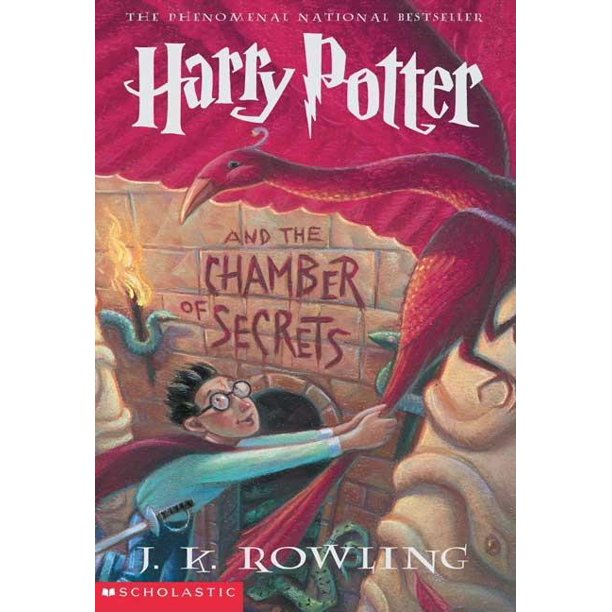 THE PHENOMENAL NATIONAL BESTSELLER
Harry Potter
AND THE
CHAMBER
OF SECRETS
J. K. ROWLING
SCHOLASTIC